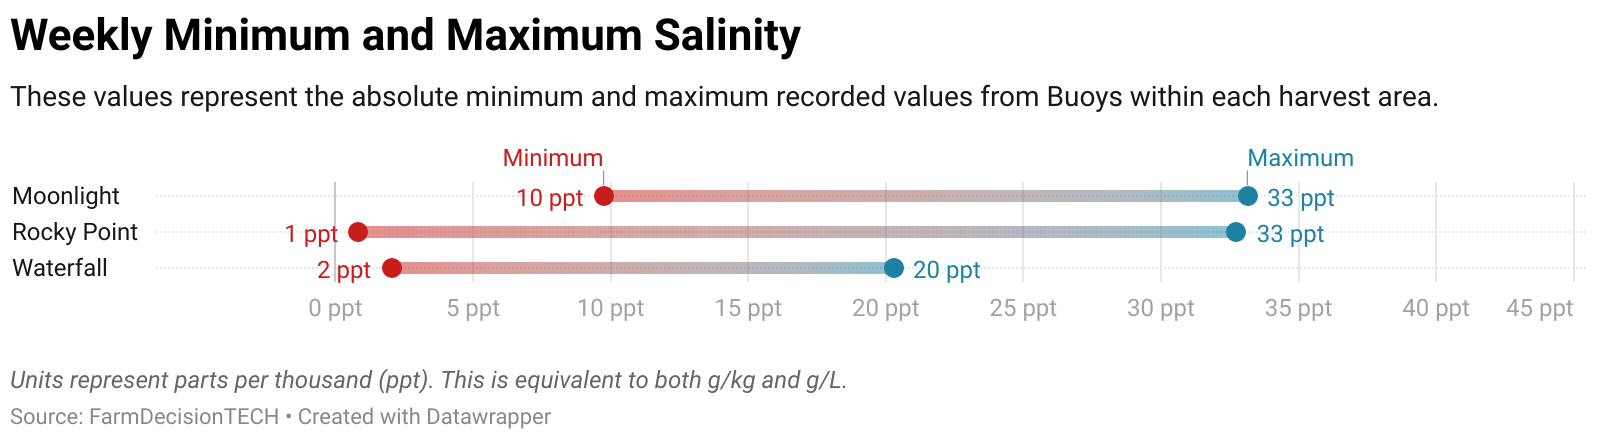 Weekly Minimum and Maximum Salinity
These values represent the absolute minimum and maximum recorded values from Buoys within each harvest area.
Minimum Maximum
Moonlight 10 ppt 33 ppt
Rocky Point 1 ppt 33 ppt
Waterfall 2 ppt 20 ppt
0 ppt 5 ppt 10 ppt 15 ppt 20 ppt 25 ppt 30 ppt 35 ppt 40 ppt 45 ppt
Units represent parts per thousand (ppt). This is equivalent to both g/kg and g/L.
Source: FarmDecisionTECH • Created with Datawrapper